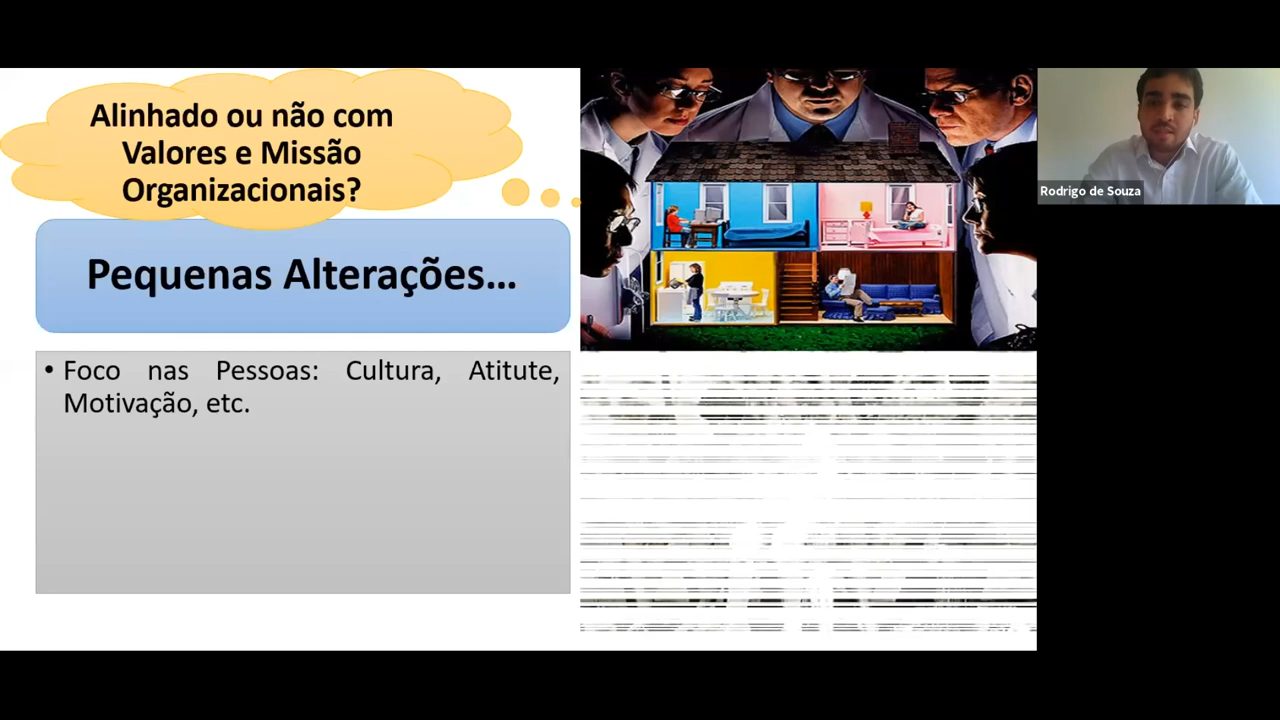 Alinhado ou não com
Valores e Missão
Organizacionais?
Pequenas Alterações...
• Foco nas Pessoas: Cultura, Atitute,
Motivação, etc.
Rodrigo de Souza